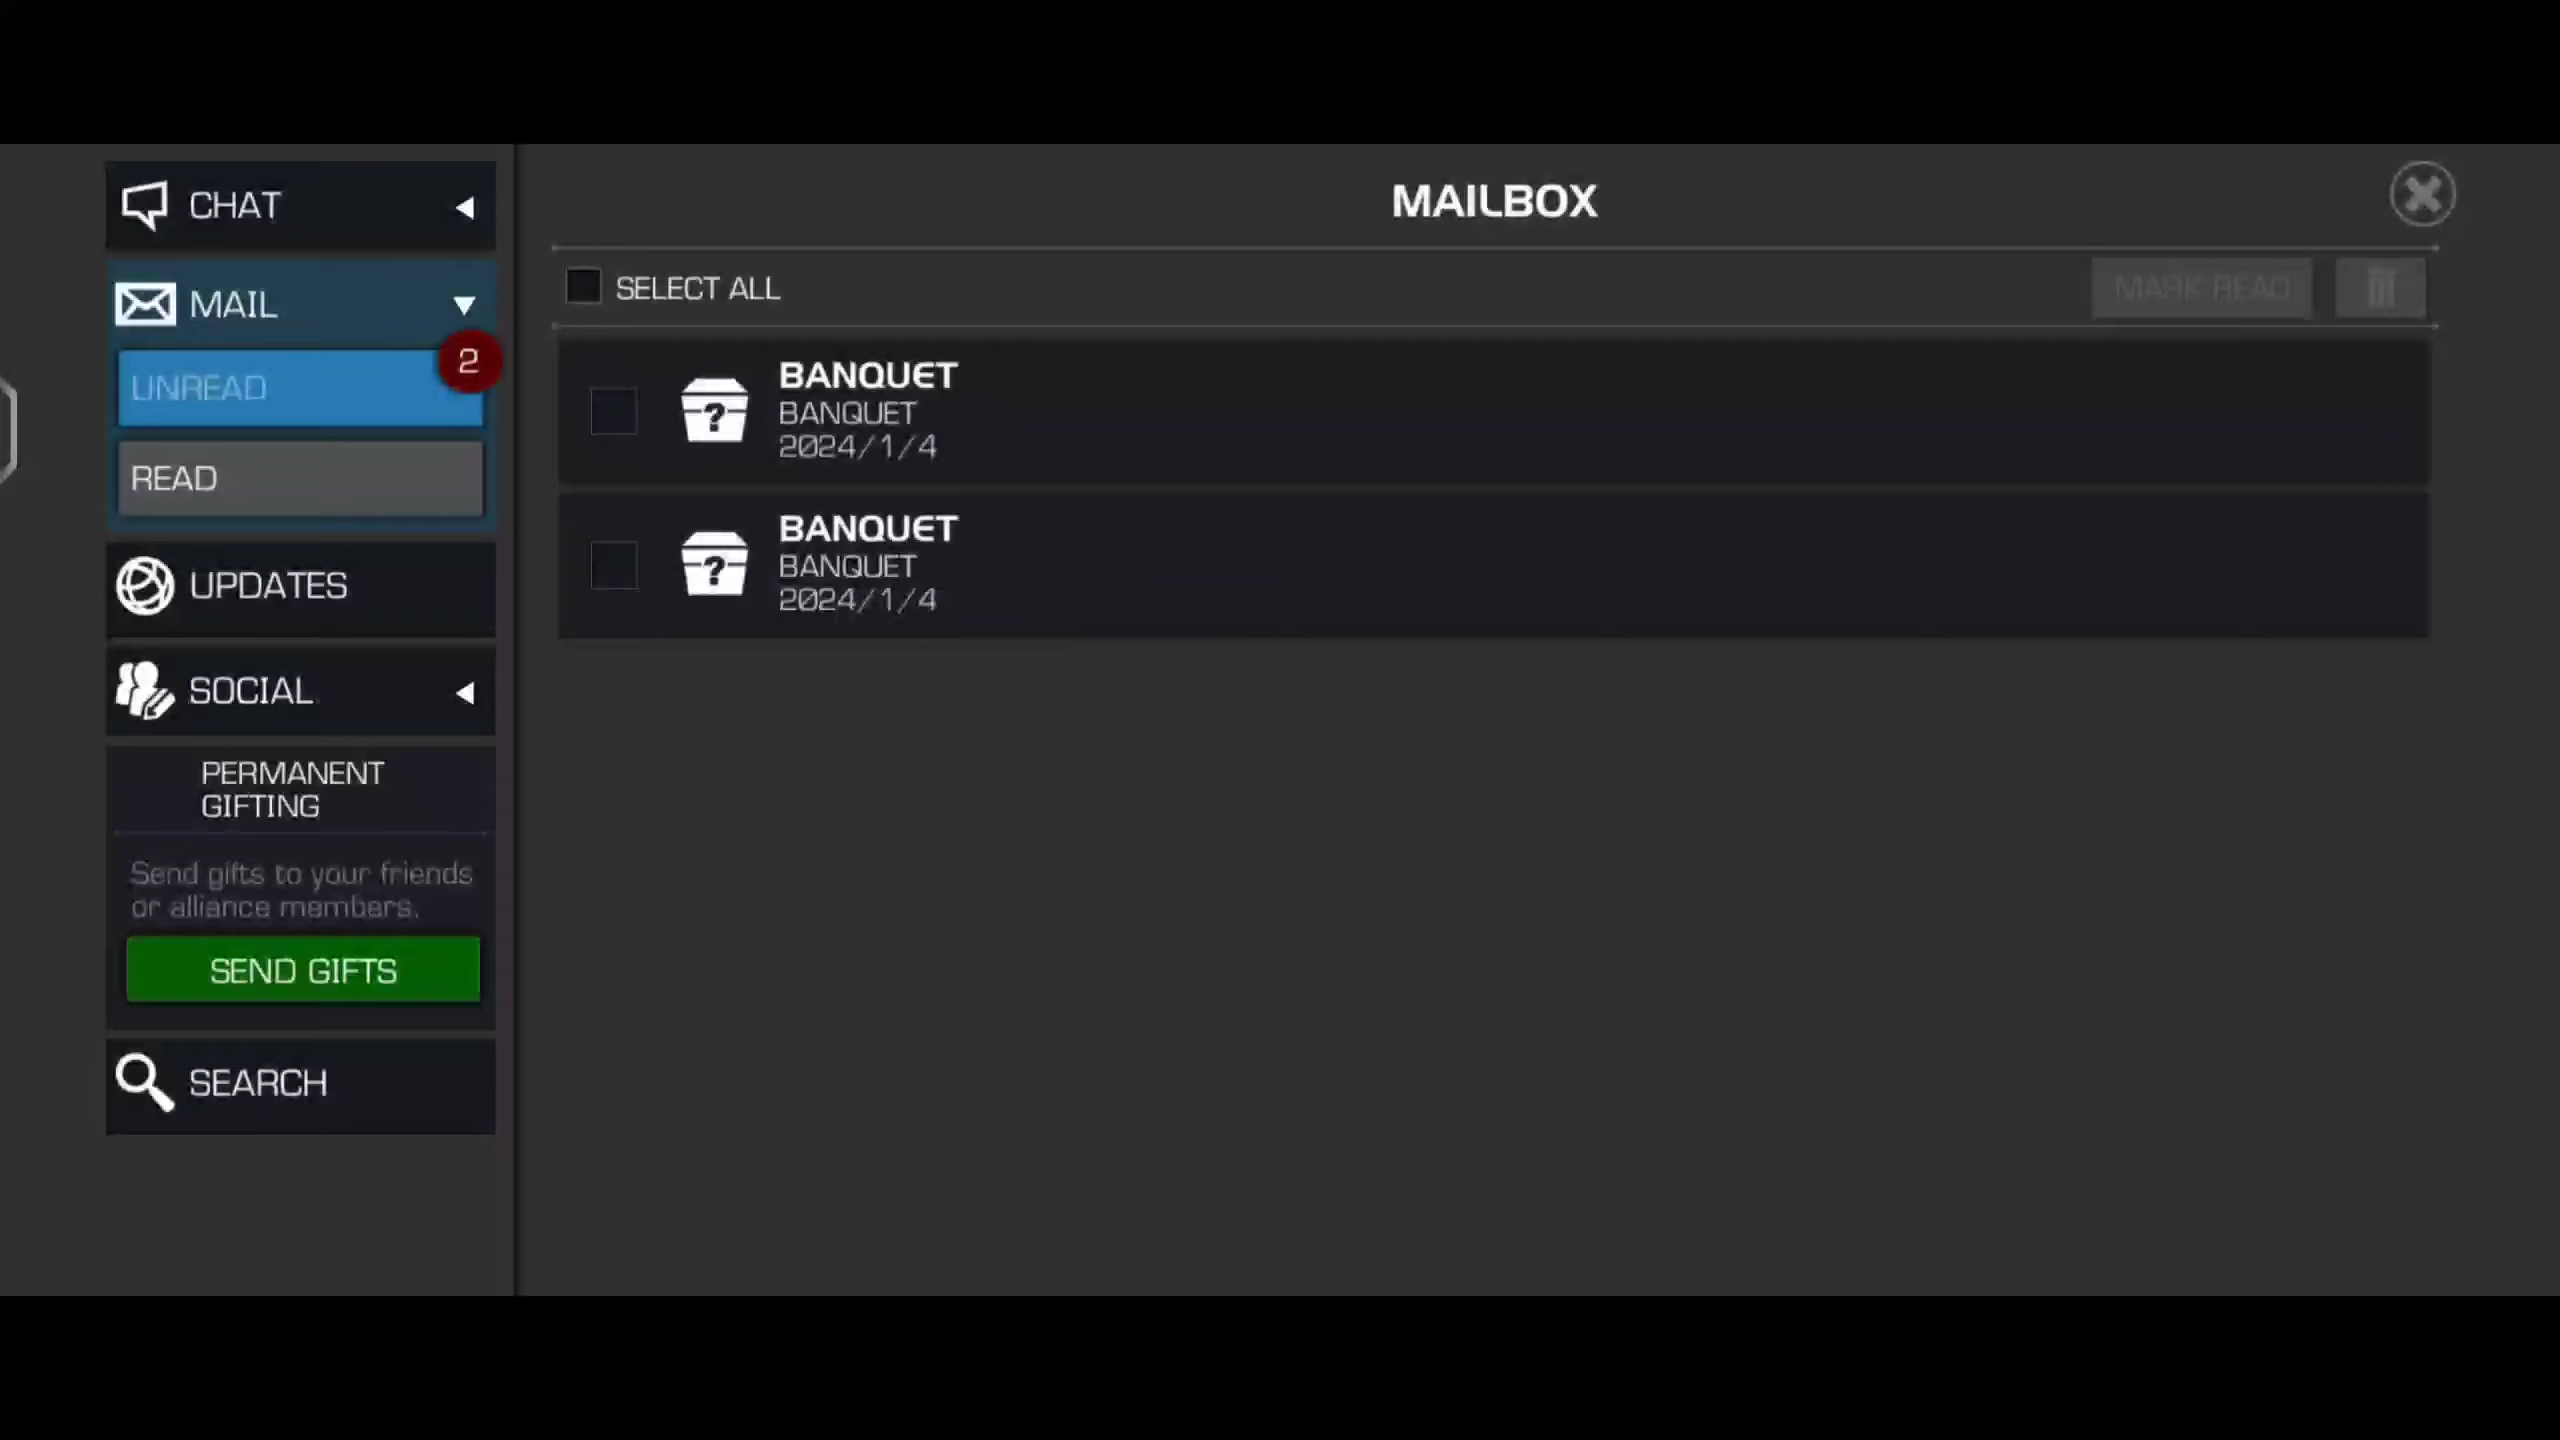 CHAT
MAIL
2
UNREAD
READ
UPDATES
SOCIAL
PERMANENT
GIFTING
Send gifts to your friends
or alliance members.
SEND GIFTS
SEARCH
MAILBOX
SELECT ALL
MARK READ
BANQUET
BANQUET
2024/1/4
BANQUET
BANQUET
2024/1/4